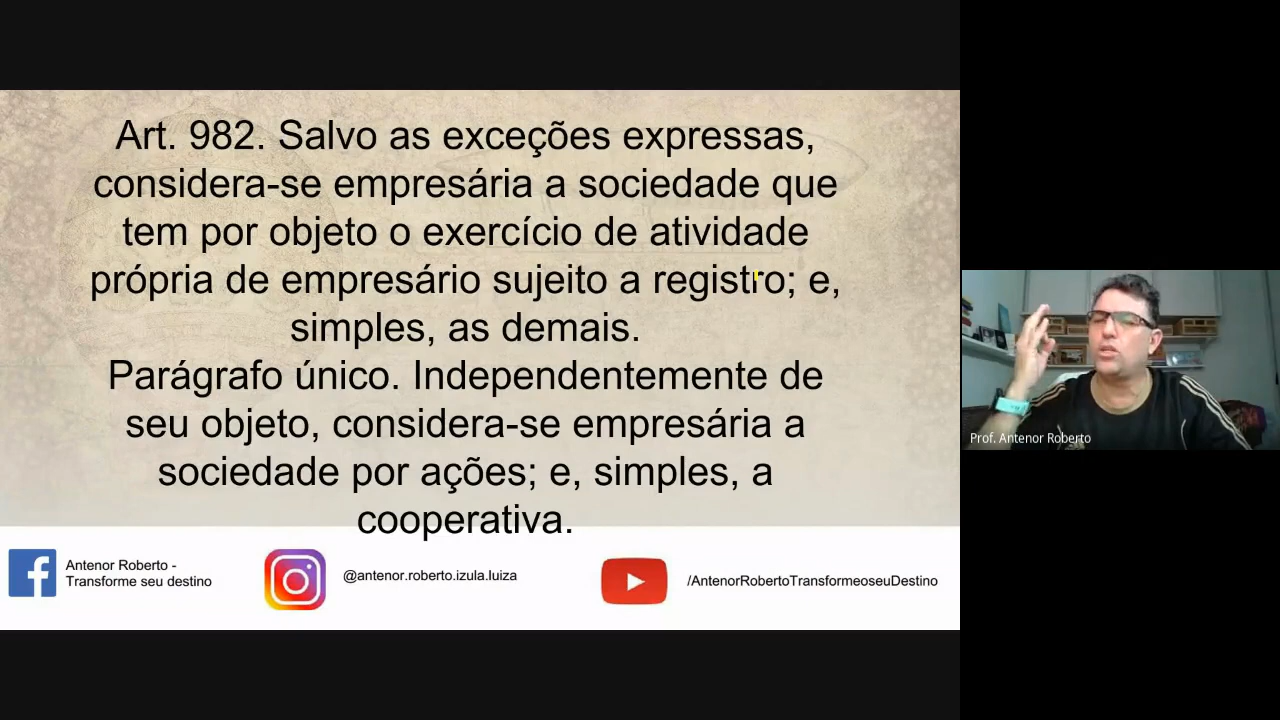 Art. 982. Salvo as exceções expressas,
considera-se empresária a sociedade que
tem por objeto o exercício de atividade
própria de empresário sujeito a registro; e,
simples, as demais.
Parágrafo único. Independentemente de
seu objeto, considera-se empresária a
sociedade por ações; e, simples, a
cooperativa.
Antenor Roberto -
Transforme seu destino
@antenor.roberto.izula.luiza
/AntenorRobertoTransformeoseuDestino
Prof. Antenor Roberto